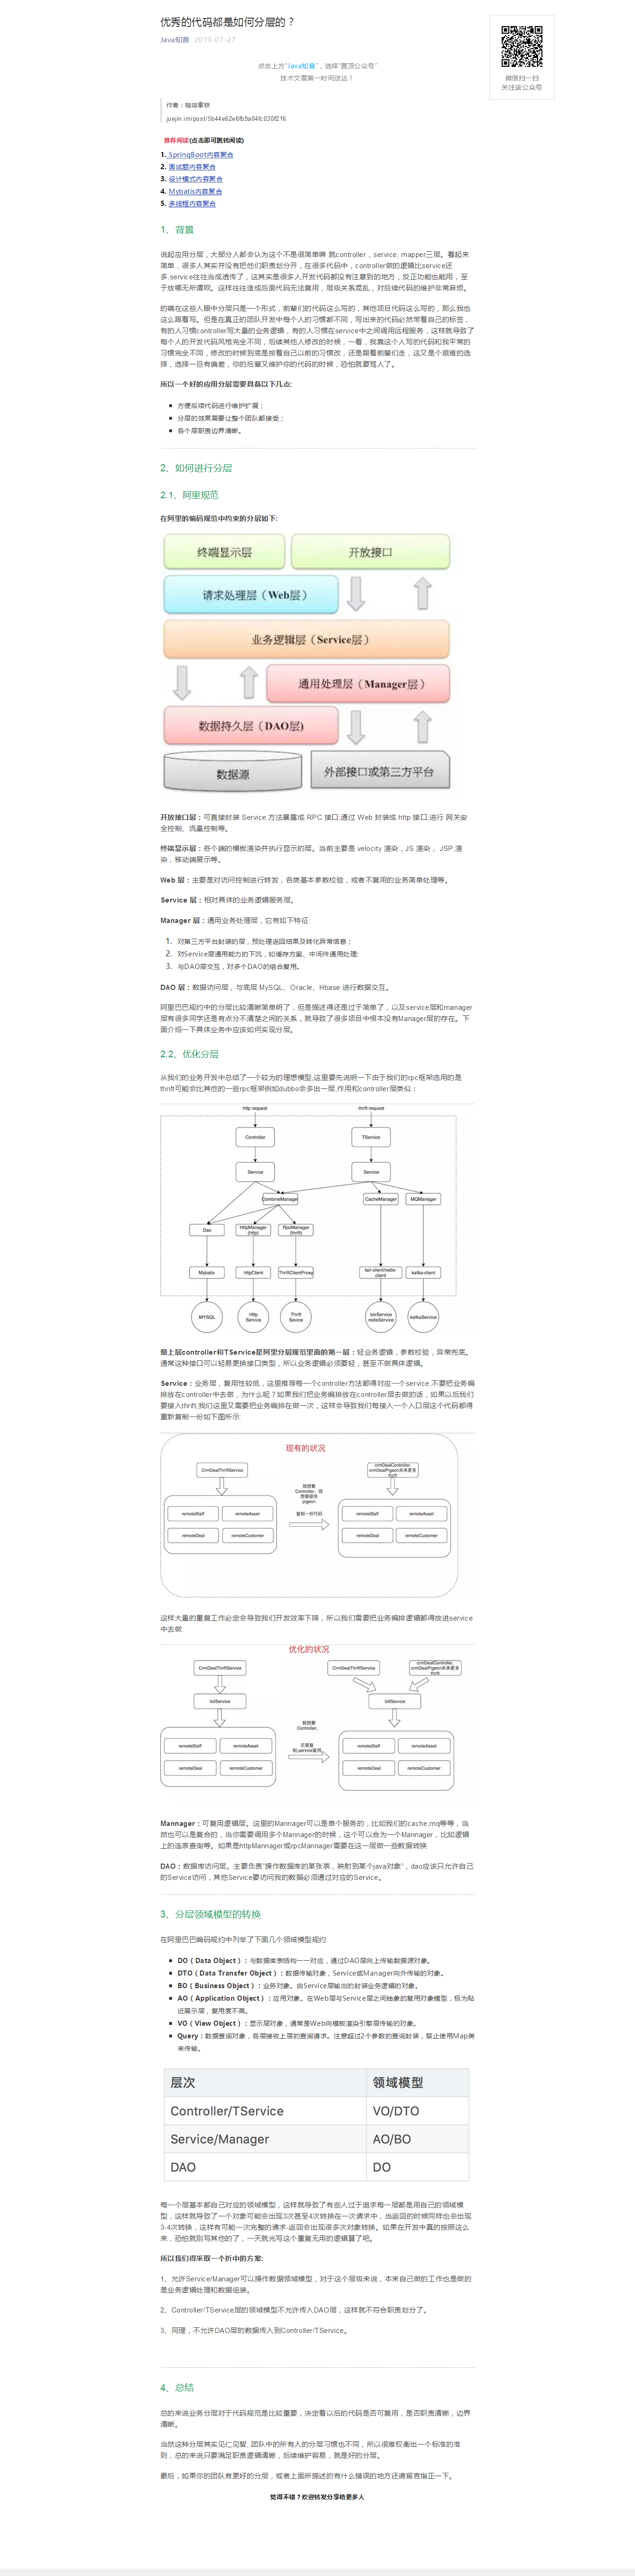 优秀的代码都是如何分层的？
Java知音 2019-07-27
微信扫一扫
关注该公众号
点击上方"Java知音"，选择"置顶公众号"
技术文章第一时间送达！
作者：咖啡拿铁
juejin.im/post/5b44e62e6fb9a04fc030f216
推荐阅读(点击即可跳转阅读)
1. SpringBoot内容聚合
2. 面试题内容聚合
3. 设计模式内容聚合
4. Mybatis内容聚合
5. 多线程内容聚合
1、背景
说起应用分层，大部分人都会认为这个不是很简单嘛 就controller，service, mapper三层。看起来
简单，很多人其实并没有把他们职责划分开，在很多代码中，controller做的逻辑比service还
多,service往往当成透传了，这其实是很多人开发代码都没有注意到的地方，反正功能也能用，至
于放哪无所谓呗。这样往往造成后面代码无法复用，层级关系混乱，对后续代码的维护非常麻烦。
的确在这些人眼中分层只是一个形式，前辈们的代码这么写的，其他项目代码这么写的，那么我也
这么跟着写。但是在真正的团队开发中每个人的习惯都不同，写出来的代码必然带着自己的标签，
有的人习惯controller写大量的业务逻辑，有的人习惯在service中之间调用远程服务，这样就导致了
每个人的开发代码风格完全不同，后续其他人修改的时候，一看，我靠这个人写的代码和我平常的
习惯完全不同，修改的时候到底是按着自己以前的习惯改，还是跟着前辈们走，这又是个艰难的选
择，选择一旦有偏差，你的后辈又维护你的代码的时候，恐怕就要骂人了。
所以一个好的应用分层需要具备以下几点:
方便后续代码进行维护扩展；
分层的效果需要让整个团队都接受；
各个层职责边界清晰。
2、如何进行分层
2.1、阿里规范
在阿里的编码规范中约束的分层如下:
终端显示层 开放接口
请求处理层（Web层）
业务逻辑层（Service层）
通用处理层（Manager层）
数据持久层（DAO层）
数据源 外部接口或第三方平台
开放接口层：可直接封装 Service 方法暴露成 RPC 接口;通过 Web 封装成 http 接口;进行 网关安
全控制、流量控制等。
终端显示层：各个端的模板渲染并执行显示的层。当前主要是 velocity 渲染，JS 渲染， JSP 渲
染，移动端展示等。
Web 层：主要是对访问控制进行转发，各类基本参数校验，或者不复用的业务简单处理等。
Service 层：相对具体的业务逻辑服务层。
Manager 层：通用业务处理层，它有如下特征:
1. 对第三方平台封装的层，预处理返回结果及转化异常信息；
2. 对Service层通用能力的下沉，如缓存方案、中间件通用处理;
3. 与DAO层交互，对多个DAO的组合复用。
DAO 层：数据访问层，与底层 MySQL、Oracle、Hbase 进行数据交互。
阿里巴巴规约中的分层比较清晰简单明了，但是描述得还是过于简单了，以及service层和manager
层有很多同学还是有点分不清楚之间的关系，就导致了很多项目中根本没有Manager层的存在。下
面介绍一下具体业务中应该如何实现分层。
2.2、优化分层
从我们的业务开发中总结了一个较为的理想模型,这里要先说明一下由于我们的rpc框架选用的是
thrift可能会比其他的一些rpc框架例如dubbo会多出一层,作用和controller层类似：
http request thrift request
Controller TService
Service Service
CombineManager CacheManager MQManager
Dao HttpManager (http) RpcManager (thrift)
Mybatis HttpClient ThriftClientProxy tair-client/redis-client kafka-client
MYSQL Http Service Thrift Sevice tairService redisService kafkaService
最上层controller和TService是阿里分层规范里面的第一层：轻业务逻辑，参数校验，异常兜底。
通常这种接口可以轻易更换接口类型，所以业务逻辑必须要轻，甚至不做具体逻辑。
Service：业务层，复用性较低，这里推荐每一个controller方法都得对应一个service,不要把业务编
排放在controller中去做，为什么呢？如果我们把业务编排放在controller层去做的话，如果以后我们
要接入thrift,我们这里又需要把业务编排在做一次，这样会导致我们每接入一个入口层这个代码都得
重新复制一份如下图所示:
现有的状况
CrmDealThriftService
crmDealController,
crmDealPigeon未来更多
thrift
我想要
Controller、我
想要提供
pigeon
复制一份代码
remoteStaff remoteAsset remoteStaff remoteAsset
remoteDeal remoteCustomer remoteDeal remoteCustomer
这样大量的重复工作必定会导致我们开发效率下降，所以我们需要把业务编排逻辑都得放进service
中去做:
优化的状况
CrmDealThriftService CrmDealThriftService
crmDealController,
crmDealPigeon未来更多
thrift
billService billService
我想要
Controller、
无需复
制,service复用
remoteStaff remoteAsset remoteStaff remoteAsset
remoteDeal remoteCustomer remoteDeal remoteCustomer
Mannager：可复用逻辑层。这里的Mannager可以是单个服务的，比如我们的cache,mq等等，当
然也可以是复合的，当你需要调用多个Mannager的时候，这个可以合为一个Mannager，比如逻辑
上的连表查询等。如果是httpMannager或rpcMannager需要在这一层做一些数据转换
DAO：数据库访问层。主要负责"操作数据库的某张表，映射到某个java对象"，dao应该只允许自己
的Service访问，其他Service要访问我的数据必须通过对应的Service。
3、分层领域模型的转换
在阿里巴巴编码规约中列举了下面几个领域模型规约:
DO（Data Object）：与数据库表结构一一对应，通过DAO层向上传输数据源对象。
DTO（Data Transfer Object）：数据传输对象，Service或Manager向外传输的对象。
BO（Business Object）：业务对象。由Service层输出的封装业务逻辑的对象。
AO（Application Object）：应用对象。在Web层与Service层之间抽象的复用对象模型，极为贴
近展示层，复用度不高。
VO（View Object）：显示层对象，通常是Web向模板渲染引擎层传输的对象。
Query：数据查询对象，各层接收上层的查询请求。注意超过2个参数的查询封装，禁止使用Map类
来传输。
层次 领域模型
Controller/TService VO/DTO
Service/Manager AO/BO
DAO DO
每一个层基本都自己对应的领域模型，这样就导致了有些人过于追求每一层都是用自己的领域模
型，这样就导致了一个对象可能会出现3次甚至4次转换在一次请求中，当返回的时候同样也会出现
3-4次转换，这样有可能一次完整的请求-返回会出现很多次对象转换。如果在开发中真的按照这么
来，恐怕就别写其他的了，一天就光写这个重复无用的逻辑算了吧。
所以我们得采取一个折中的方案:
1、允许Service/Manager可以操作数据领域模型，对于这个层级来说，本来自己做的工作也是做的
是业务逻辑处理和数据组装。
2、Controller/TService层的领域模型不允许传入DAO层，这样就不符合职责划分了。
3、同理，不允许DAO层的数据传入到Controller/TService。
4、总结
总的来说业务分层对于代码规范是比较重要，决定着以后的代码是否可复用，是否职责清晰，边界
清晰。
当然这种分层其实见仁见智, 团队中的所有人的分层习惯也不同，所以很难权衡出一个标准的准
则，总的来说只要满足职责逻辑清晰，后续维护容易，就是好的分层。
最后，如果你的团队有更好的分层，或者上面所描述的有什么错误的地方还请留言指正一下。
觉得不错？欢迎转发分享给更多人